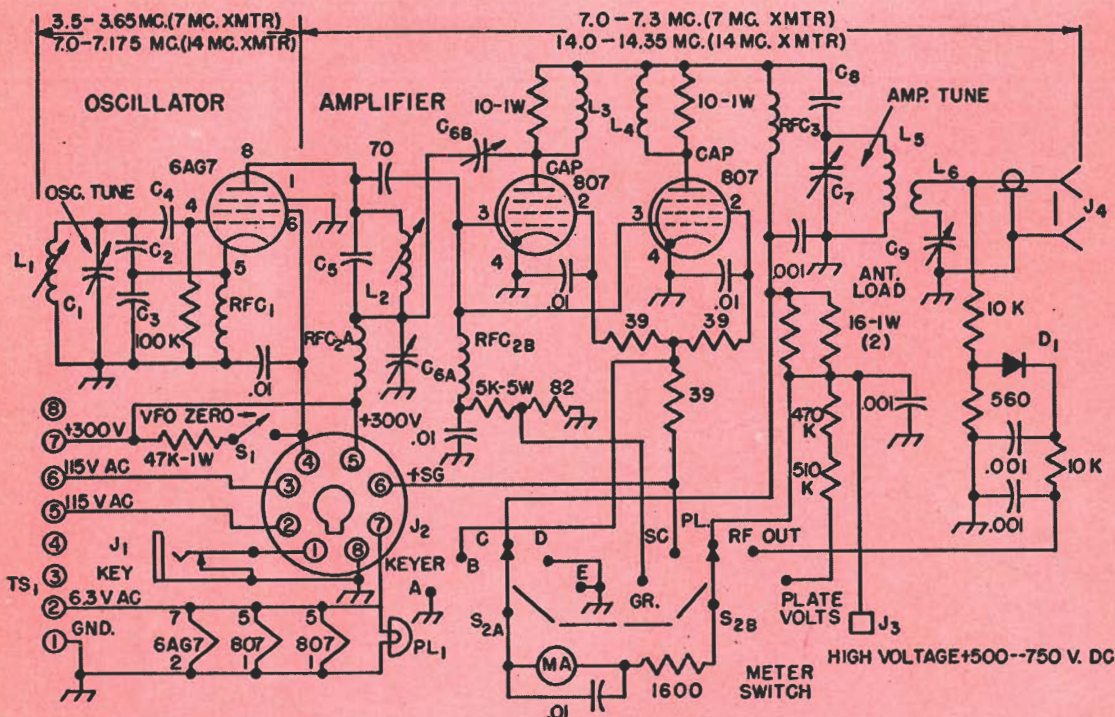 3.5-3.65 MC.(7 MC. XMTR)
7.0-7.175 MC.(14 MC. XMTR)
7.0-7.3 MC.(7 MC. XMTR)
14.0-14.35 MC.(14 MC. XMTR)
OSCILLATOR
AMPLIFIER
6AG7
8
1
6
4
5
OSC. TUNE
C4
L1
C1
C2
C3
100K
RFC1
.01
70
C5
L2
C6B
C6A
RFC2A
RFC2B
10-1W
L3
L4
10-1W
CAP
807
3
2
4
.01
CAP
807
3
2
4
.01
RFC3
C8
AMP. TUNE
C7
L5
L6
J4
C9
.001
ANT.
LOAD
39
39
39
5K-5W
82
.01
16-1W
(2)
.001
470
K
510
K
10 K
D1
560
.001
.001
10 K
VFO ZERO→
47K-1W
S1
+300V
4
5
3
6
2
7
1
8
J2
+SG
KEYER
A
B
C
D
E
GR.
SC
PL.
RF OUT
PLATE
VOLTS
J3
HIGH VOLTAGE+500--750 V. DC
S2A
S2B
MA
1600
.01
METER
SWITCH
TS1
8
7 +300V
6 115V AC
5 115 V AC
4
3
2 6.3 V AC
1 GND.
J1
KEY
7
6AG7
2
5
807
1
5
807
1
PL1